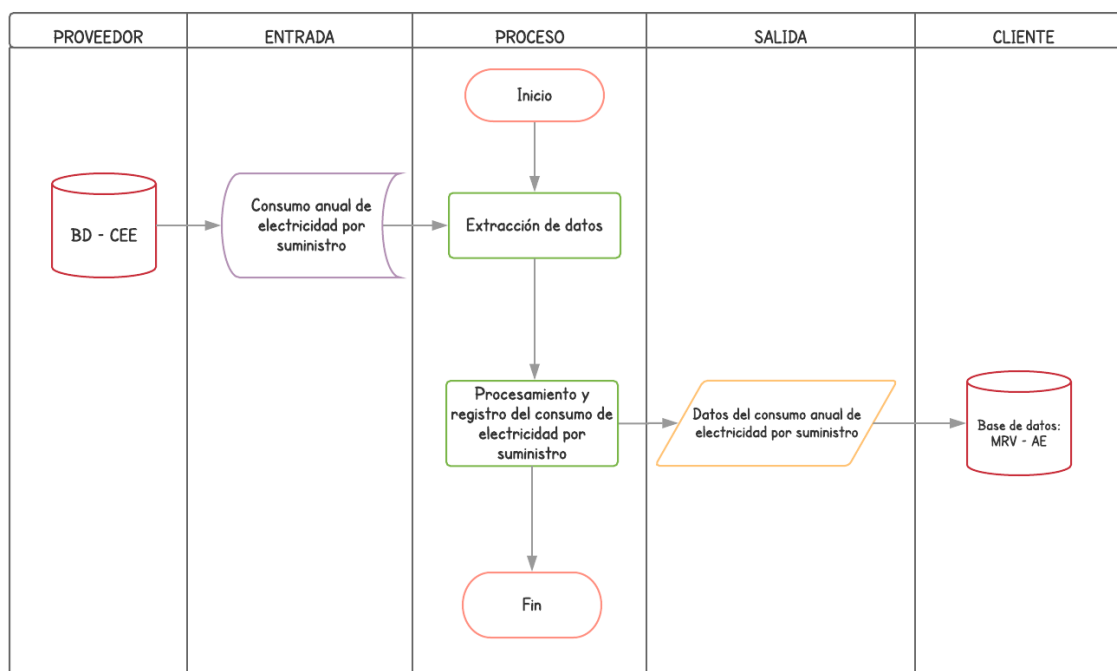 PROVEEDOR
ENTRADA
PROCESO
SALIDA
CLIENTE
Inicio
BD - CEE
Consumo anual de
electricidad por
suministro
Extracción de datos
Procesamiento y
registro del consumo de
electricidad por
suministro
Datos del consumo anual de
electricidad por suministro
Base de datos:
MRV - AE
Fin